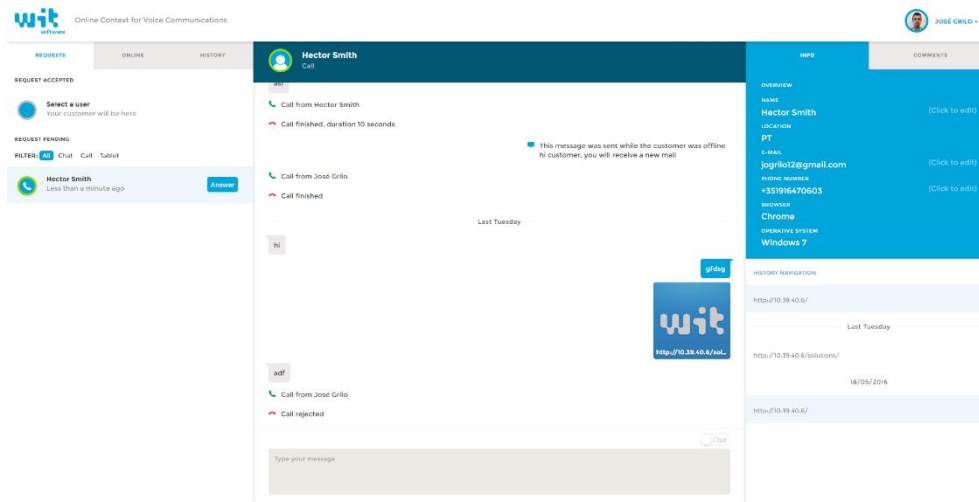 wit
software
Online Context for Voice Communications
JOSÉ GRILO
REQUESTS ONLINE HISTORY
REQUEST ACCEPTED
Select a user
Your customer will be here
REQUEST PENDING
FILTER: All Chat Call Tablet
Hector Smith
Less than a minute ago
Answer
Hector Smith
Call
Call from Hector Smith
Call finished, duration 10 seconds
This message was sent while the customer was offline
hi customer, you will receive a new mail
Call from José Grilo
Call finished
Last Tuesday
hi
gfdsg
wit
http://10.39.40.6/sol...
adf
Call from José Grilo
Call rejected
Chat
Type your message
INFO COMMENTS
OVERVIEW
NAME
Hector Smith (Click to edit)
LOCATION
PT
E-MAIL
jogrilo12@gmail.com (Click to edit)
PHONE NUMBER
+351916470603 (Click to edit)
BROWSER
Chrome
OPERATIVE SYSTEM
Windows 7
HISTORY NAVIGATION
http://10.39.40.6/
Last Tuesday
http://10.39.40.6/solutions/
18/05/2016
http://10.39.40.6/